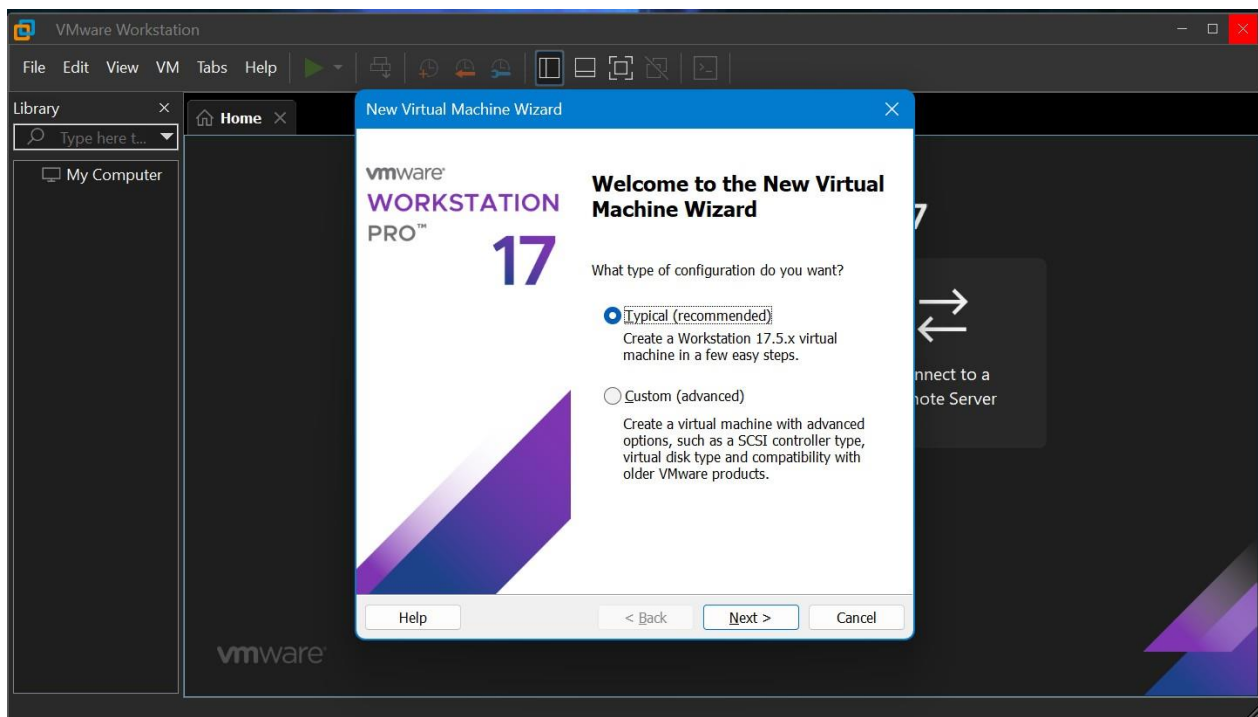 VMware Workstation
File Edit View VM Tabs Help
Library
Type here t...
My Computer
Home
New Virtual Machine Wizard
vmware
WORKSTATION
PRO™
17
Welcome to the New Virtual
Machine Wizard
What type of configuration do you want?
Typical (recommended)
Create a Workstation 17.5.x virtual
machine in a few easy steps.
Custom (advanced)
Create a virtual machine with advanced
options, such as a SCSI controller type,
virtual disk type and compatibility with
older VMware products.
Help
< Back
Next >
Cancel
7
nnect to a
ote Server
vmware